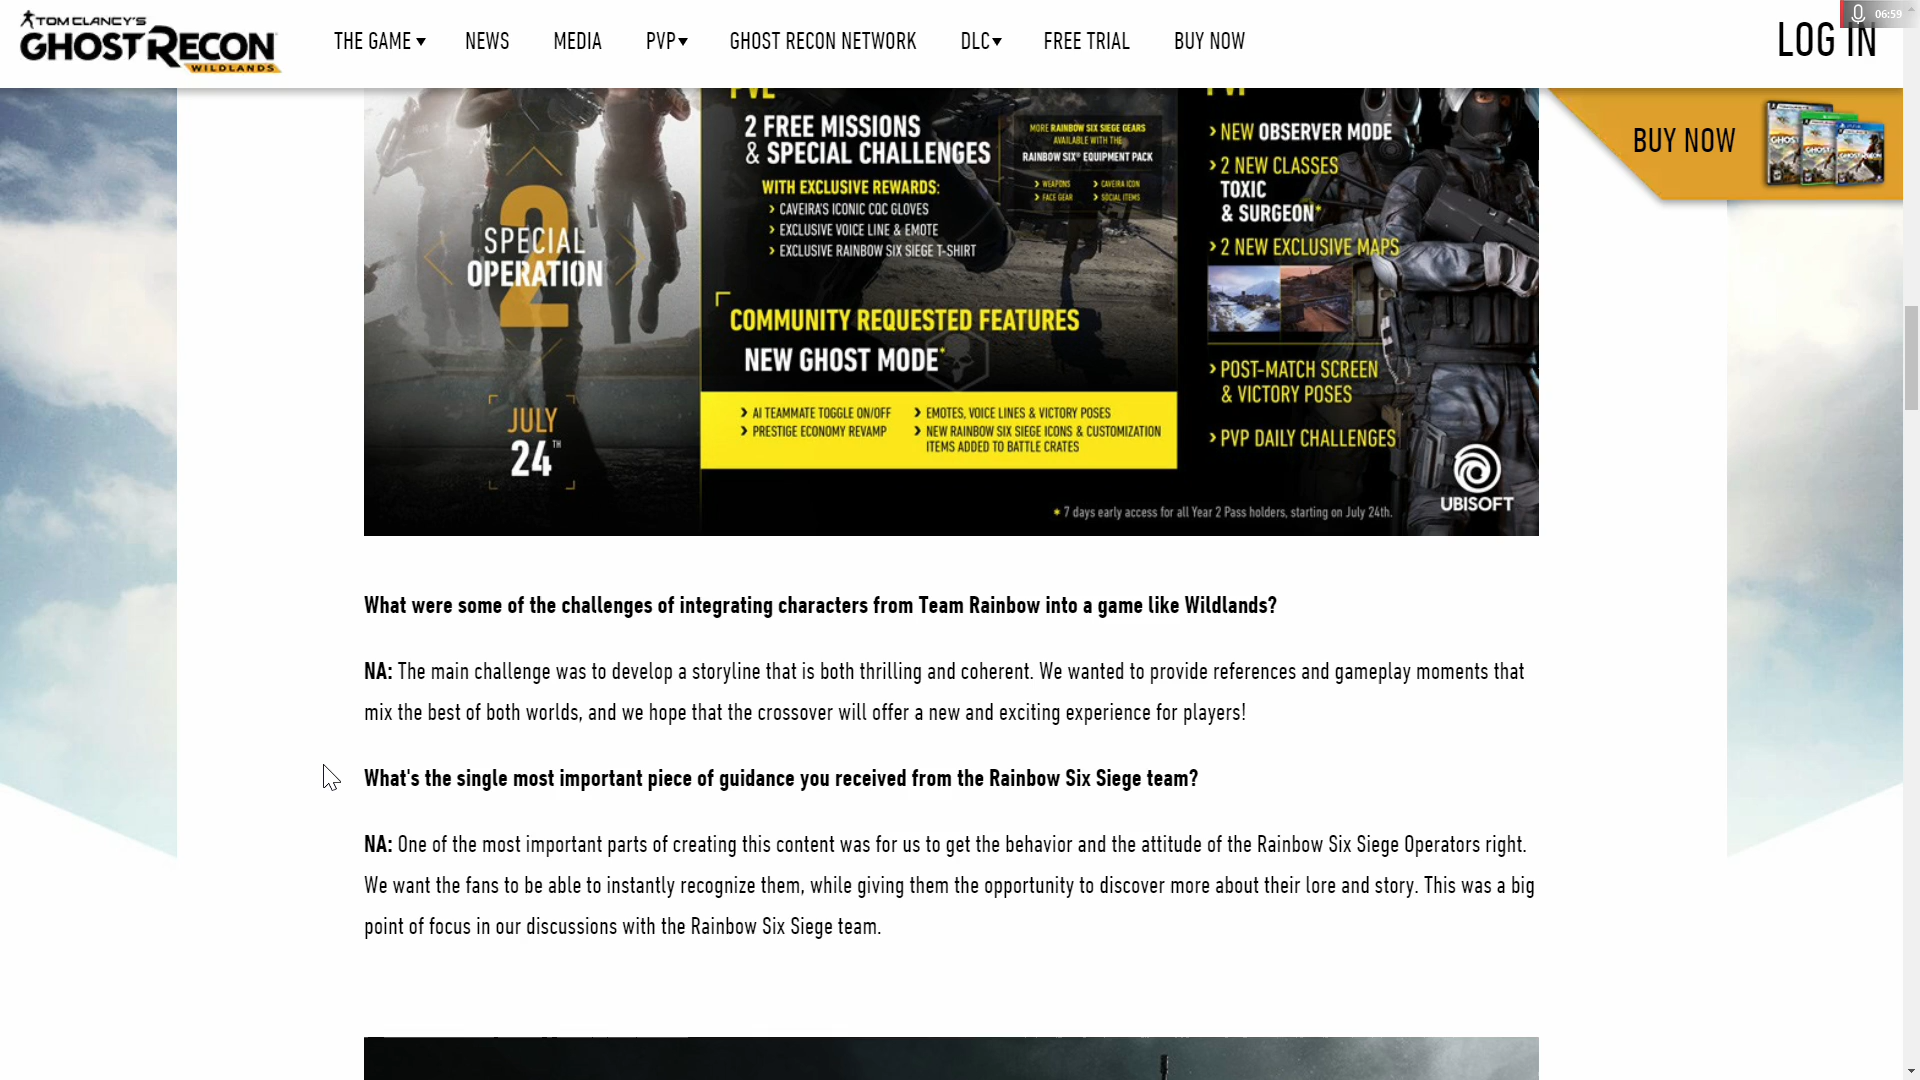 TOM CLANCY'S
GHOST RECON
WILDLANDS
THE GAME
NEWS
MEDIA
PVP
GHOST RECON NETWORK
DLC
FREE TRIAL
BUY NOW
LOG IN
06:59
BUY NOW
2
SPECIAL
OPERATION
JULY
24TH
2 FREE MISSIONS
& SPECIAL CHALLENGES
WITH EXCLUSIVE REWARDS:
> CAVEIRA'S ICONIC CQC GLOVES
> EXCLUSIVE VOICE LINE & EMOTE
> EXCLUSIVE RAINBOW SIX SIEGE T-SHIRT
MORE RAINBOW SIX SIEGE GEARS
AVAILABLE WITH THE
RAINBOW SIX® EQUIPMENT PACK
> WEAPONS
> FACE GEAR
> CAVEIRA ICON
> SOCIAL ITEMS
COMMUNITY REQUESTED FEATURES
NEW GHOST MODE*
> AI TEAMMATE TOGGLE ON/OFF
> PRESTIGE ECONOMY REVAMP
> EMOTES, VOICE LINES & VICTORY POSES
> NEW RAINBOW SIX SIEGE ICONS & CUSTOMIZATION
ITEMS ADDED TO BATTLE CRATES
> NEW OBSERVER MODE
> 2 NEW CLASSES
TOXIC
& SURGEON*
> 2 NEW EXCLUSIVE MAPS
> POST-MATCH SCREEN
& VICTORY POSES
> PVP DAILY CHALLENGES
UBISOFT
* 7 days early access for all Year 2 Pass holders, starting on July 24th.
What were some of the challenges of integrating characters from Team Rainbow into a game like Wildlands?
NA: The main challenge was to develop a storyline that is both thrilling and coherent. We wanted to provide references and gameplay moments that
mix the best of both worlds, and we hope that the crossover will offer a new and exciting experience for players!
What's the single most important piece of guidance you received from the Rainbow Six Siege team?
NA: One of the most important parts of creating this content was for us to get the behavior and the attitude of the Rainbow Six Siege Operators right.
We want the fans to be able to instantly recognize them, while giving them the opportunity to discover more about their lore and story. This was a big
point of focus in our discussions with the Rainbow Six Siege team.